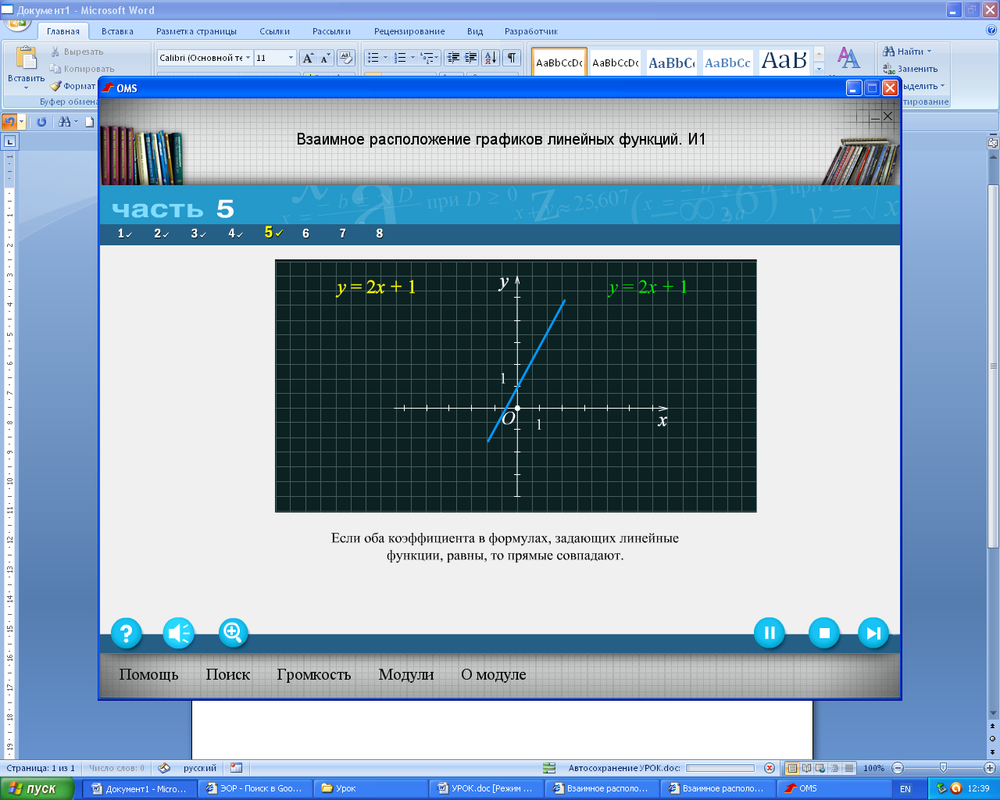 Документ1 - Microsoft Word
Главная Вставка Разметка страницы Ссылки Рассылки Рецензирование Вид Разработчик
Вставить
Вырезать
Копировать
Формат
Буфер обмена
Calibri (Основной те 11
AaBbCcDc AaBbCcDc AaBbCc AaBbCc AaB
Найти
Заменить
ыделить
тирование
OMS
Взаимное расположение графиков линейных функций. И1
часть 5
1 2 3 4 5 6 7 8
y = 2x + 1
y = 2x + 1
y
1
O
1
x
Если оба коэффициента в формулах, задающих линейные
функции, равны, то прямые совпадают.
Помощь Поиск Громкость Модули О модуле
Страница: 1 из 1 Число слов: 0 русский Автосохранение УРОК.doc: 100%
пуск Документ1 - Micro... ЭОР - Поиск в Goo... Урок УРОК.doc [Режим ... Взаимное располо... Взаимное располо... OMS EN 12:39